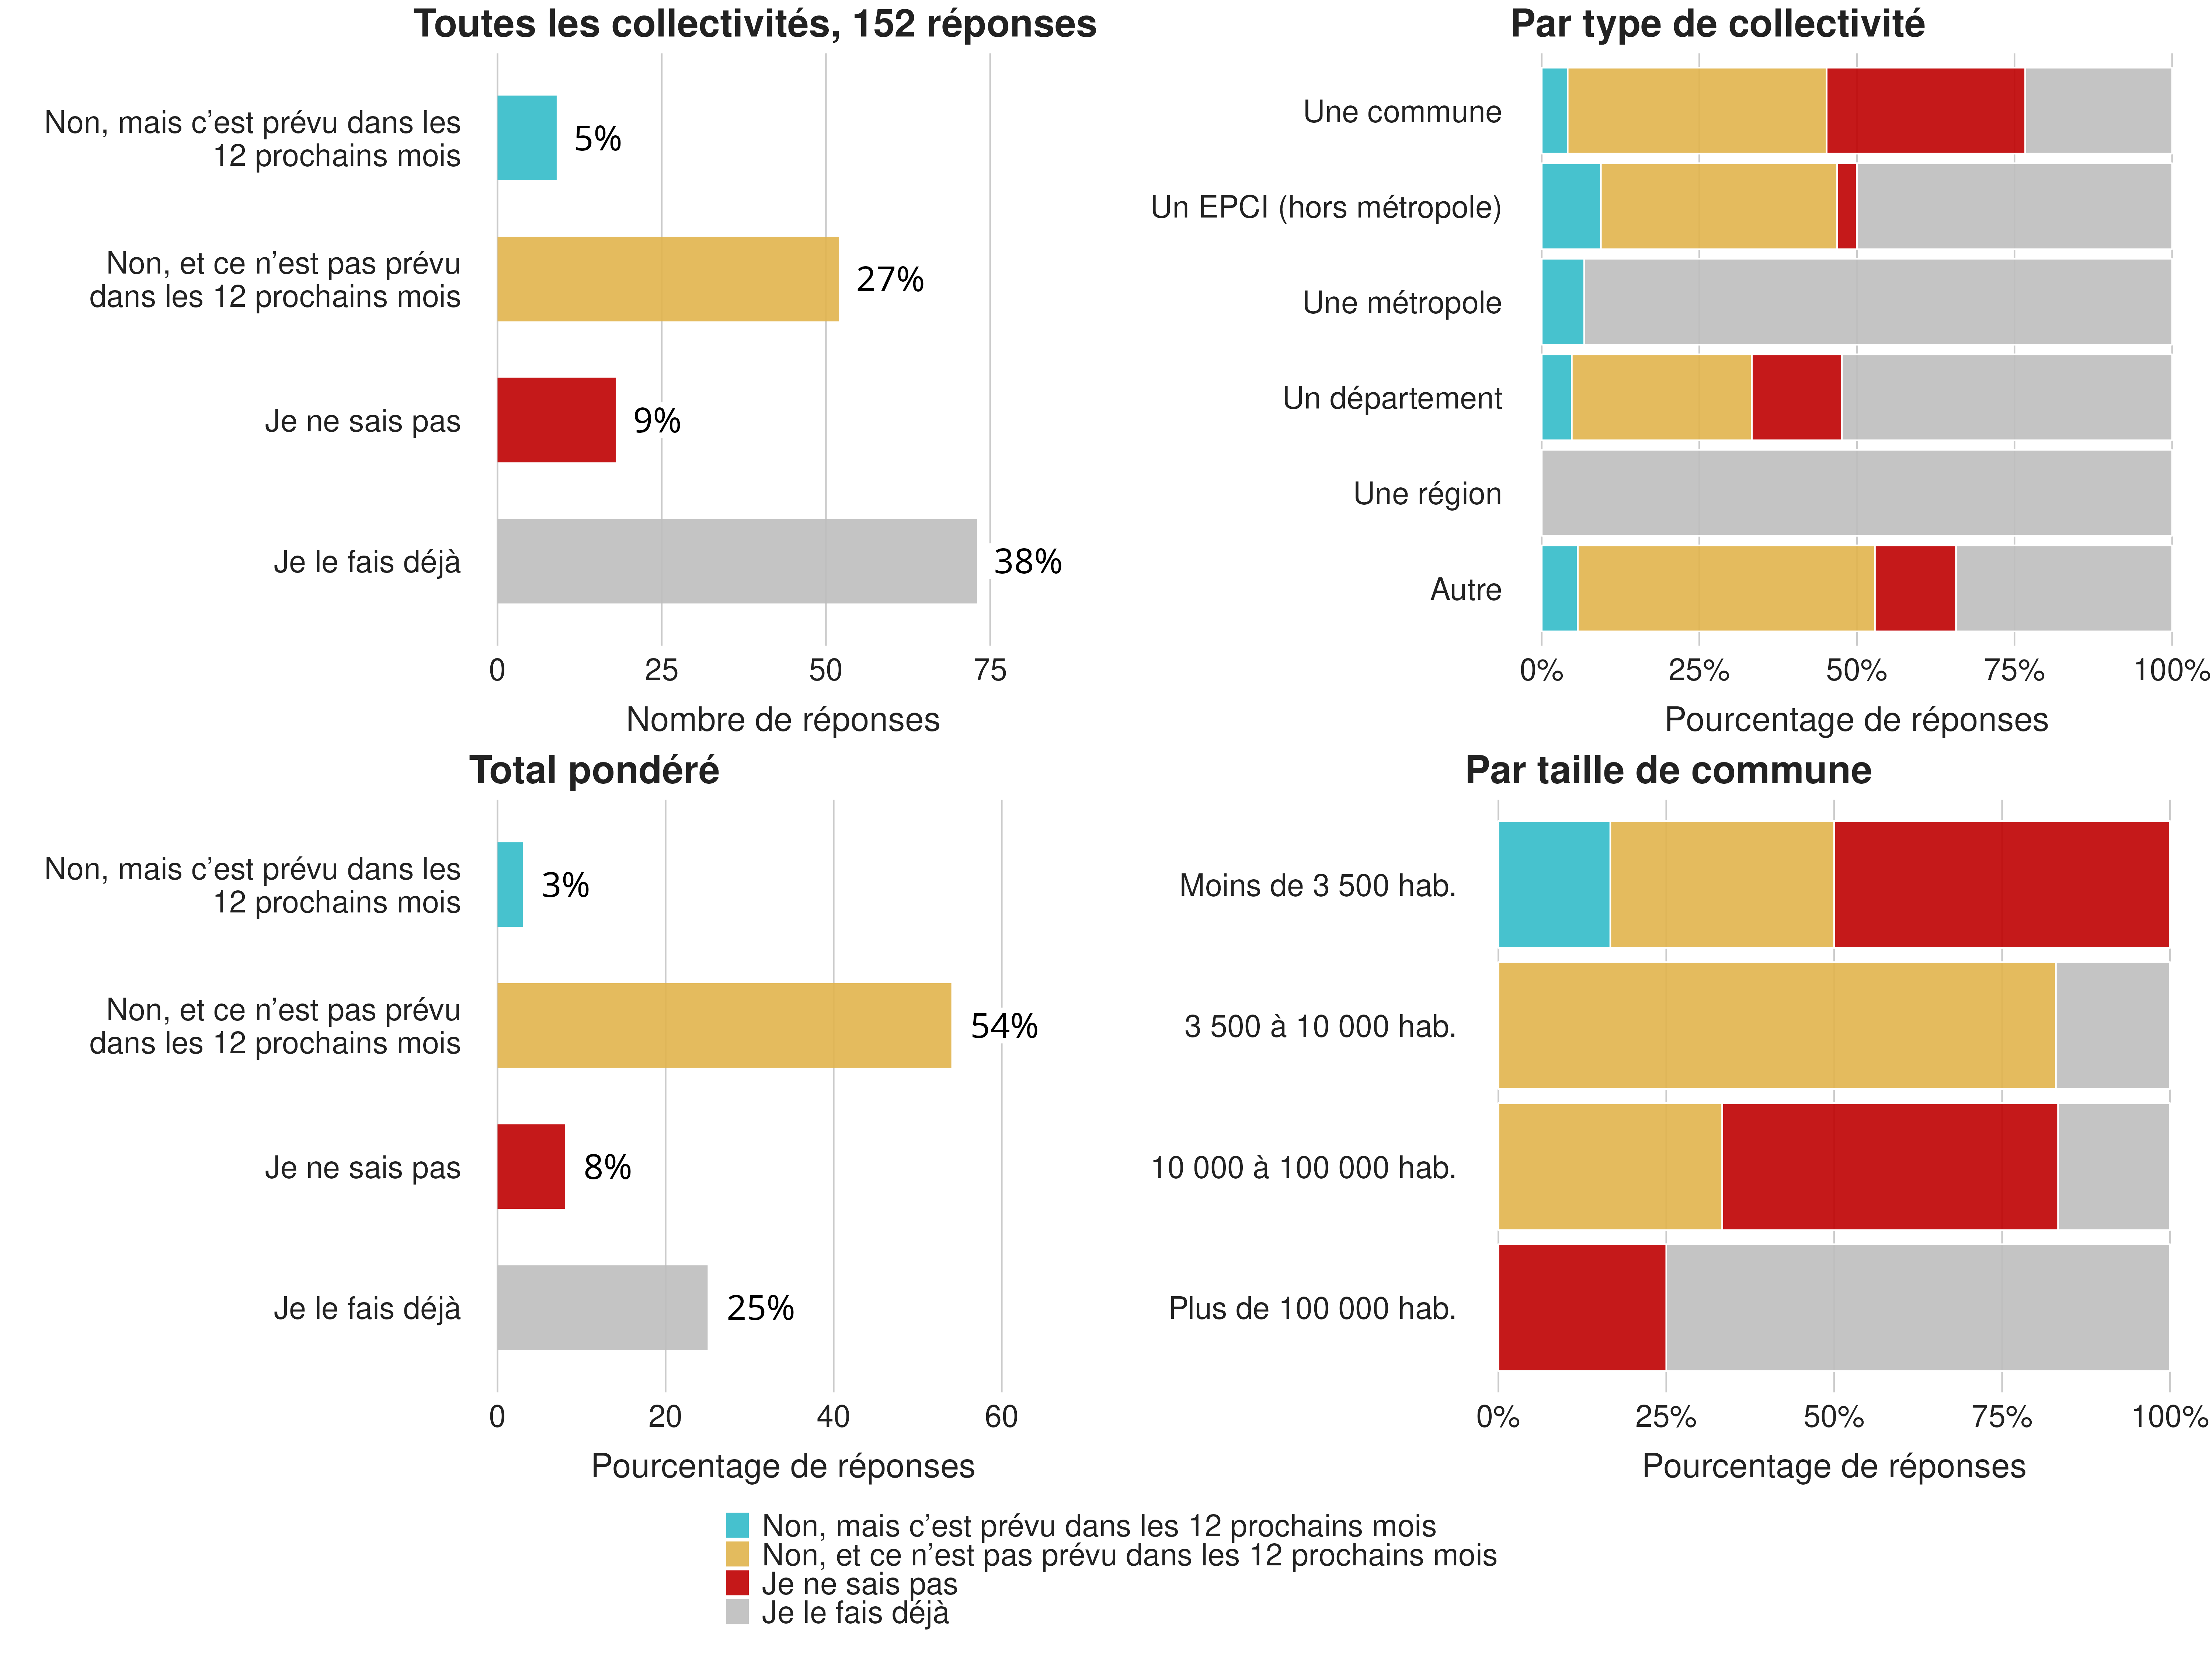 Toutes les collectivités, 152 réponses
Non, mais c’est prévu dans les
12 prochains mois
5%
Non, et ce n’est pas prévu
dans les 12 prochains mois
27%
Je ne sais pas
9%
Je le fais déjà
38%
0 25 50 75
Nombre de réponses
Par type de collectivité
Une commune
Un EPCI (hors métropole)
Une métropole
Un département
Une région
Autre
0% 25% 50% 75% 100%
Pourcentage de réponses
Total pondéré
Non, mais c’est prévu dans les
12 prochains mois
3%
Non, et ce n’est pas prévu
dans les 12 prochains mois
54%
Je ne sais pas
8%
Je le fais déjà
25%
0 20 40 60
Pourcentage de réponses
Par taille de commune
Moins de 3 500 hab.
3 500 à 10 000 hab.
10 000 à 100 000 hab.
Plus de 100 000 hab.
0% 25% 50% 75% 100%
Pourcentage de réponses
Non, mais c’est prévu dans les 12 prochains mois
Non, et ce n’est pas prévu dans les 12 prochains mois
Je ne sais pas
Je le fais déjà